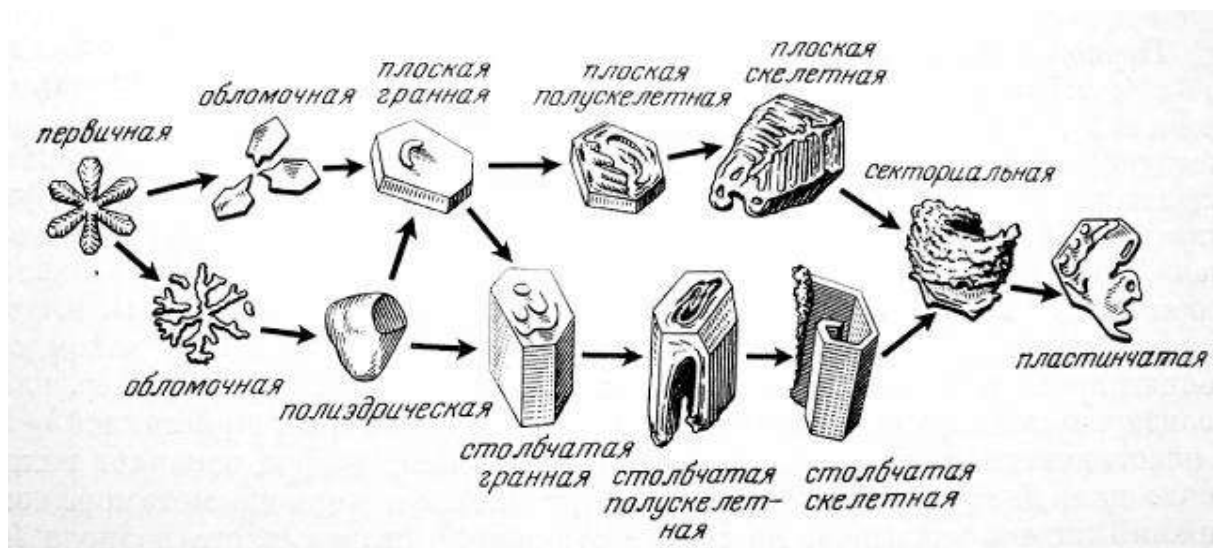 первичная
обломочная
плоская
гранная
плоская
полускелетная
плоская
скелетная
секториальная
пластинчатая
обломочная
полиэдрическая
столбчатая
гранная
столбчатая
полускелет-
ная
столбчатая
скелетная